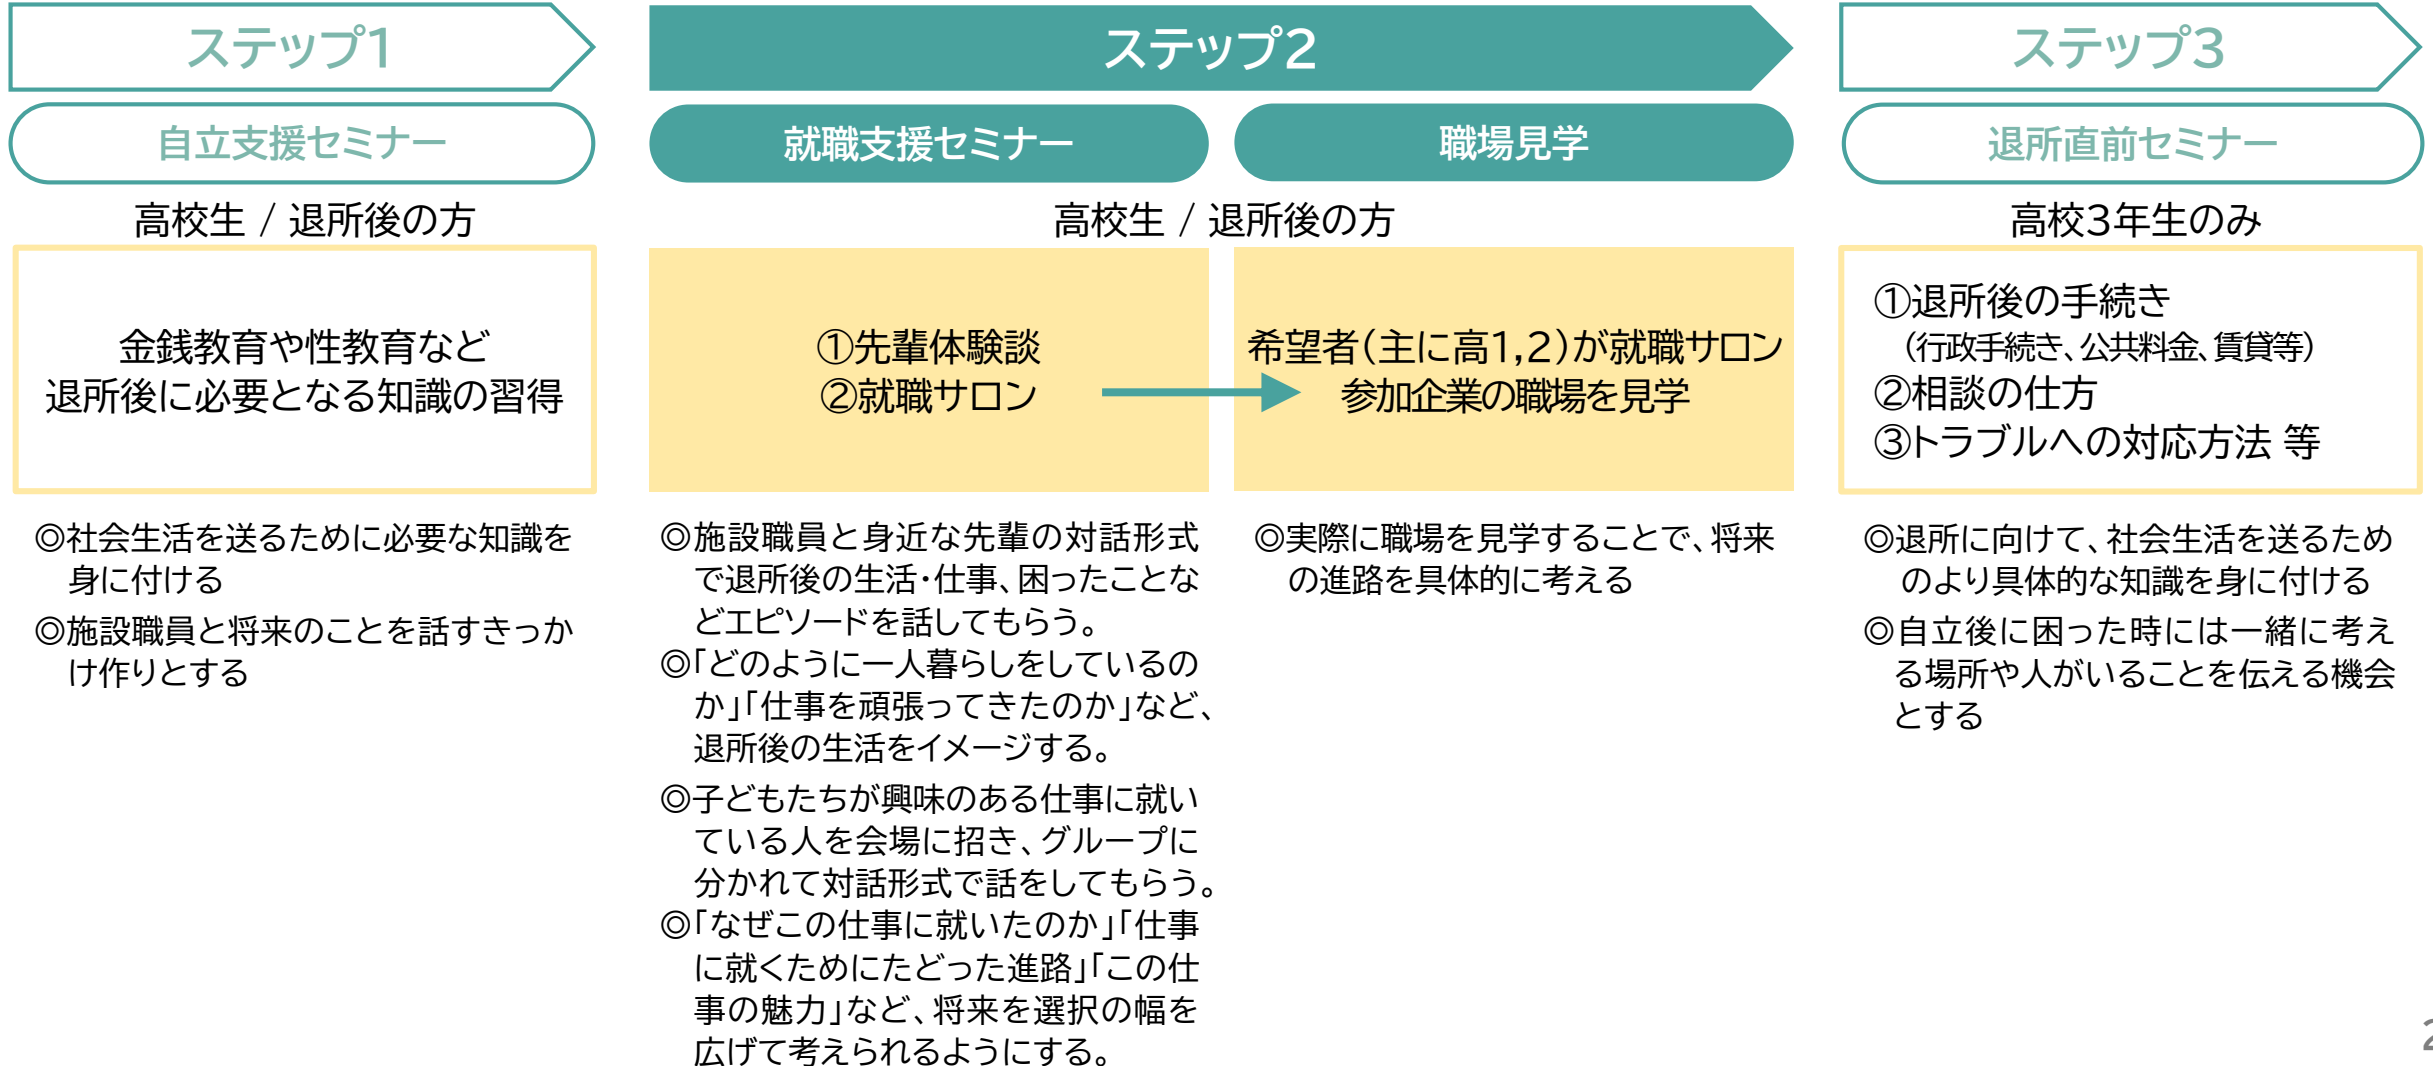 ステップ1
自立支援セミナー
高校生 / 退所後の方
金銭教育や性教育など
退所後に必要となる知識の習得
◎社会生活を送るために必要な知識を
身に付ける
◎施設職員と将来のことを話すきっか
け作りとする
ステップ2
就職支援セミナー
職場見学
高校生 / 退所後の方
①先輩体験談
②就職サロン
希望者(主に高1,2)が就職サロン
参加企業の職場を見学
◎施設職員と身近な先輩の対話形式
で退所後の生活・仕事、困ったことな
どエピソードを話してもらう。
◎「どのように一人暮らしをしているの
か」「仕事を頑張ってきたのか」など、
退所後の生活をイメージする。
◎子どもたちが興味のある仕事に就い
ている人を会場に招き、グループに
分かれて対話形式で話をしてもらう。
◎「なぜこの仕事に就いたのか」「仕事
に就くためにたどった進路」「この仕
事の魅力」など、将来を選択の幅を
広げて考えられるようにする。
◎実際に職場を見学することで、将来
の進路を具体的に考える
ステップ3
退所直前セミナー
高校3年生のみ
①退所後の手続き
(行政手続き、公共料金、賃貸等)
②相談の仕方
③トラブルへの対応方法 等
◎退所に向けて、社会生活を送るため
のより具体的な知識を身に付ける
◎自立後に困った時には一緒に考え
る場所や人がいることを伝える機会
とする